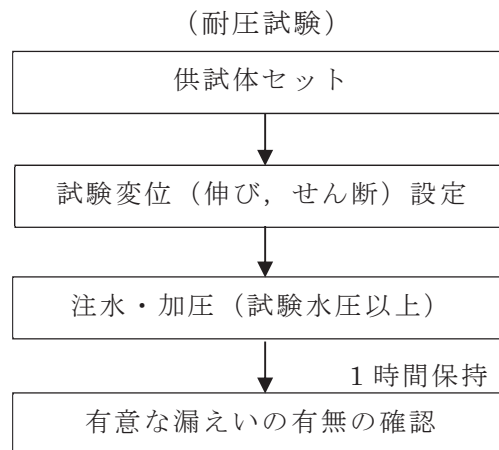 （耐圧試験）
供試体セット
試験変位（伸び，せん断）設定
注水・加圧（試験水圧以上）
1時間保持
有意な漏えいの有無の確認